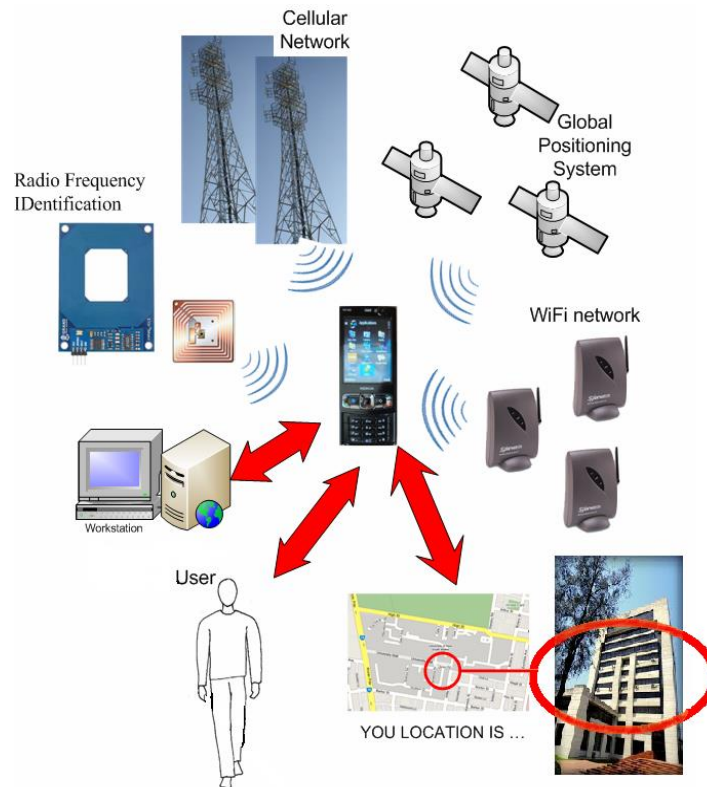 Cellular
Network
Global
Positioning
System
Radio Frequency
IDentification
WiFi network
Workstation
User
YOU LOCATION IS ...